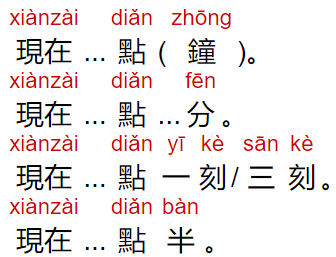 xiànzài diǎn zhōng
現在 ... 點 ( 鐘 )。
xiànzài diǎn fēn
現在 ... 點 ... 分 。
xiànzài diǎn yī kè sān kè
現在 ... 點 一 刻 / 三 刻 。
xiànzài diǎn bàn
現在 ... 點 半 。